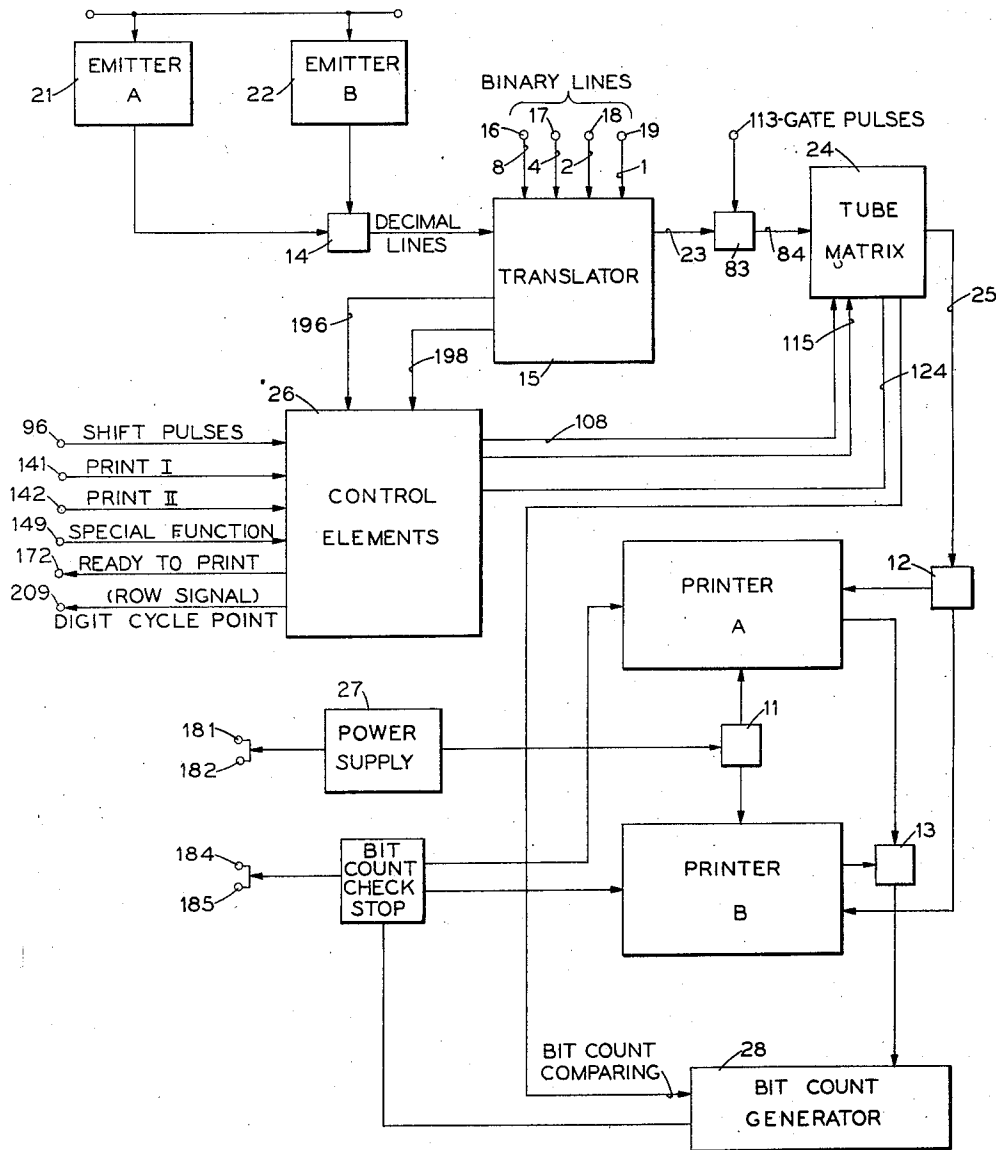 EMITTER
A
21
EMITTER
B
22
BINARY LINES
16
17
18
19
8
4
2
1
113-GATE PULSES
24
TUBE
MATRIX
14
DECIMAL
LINES
TRANSLATOR
15
23
83
84
25
196
198
115
124
108
26
CONTROL
ELEMENTS
96
SHIFT PULSES
141
PRINT I
142
PRINT II
149
SPECIAL FUNCTION
172
READY TO PRINT
209
(ROW SIGNAL)
DIGIT CYCLE POINT
12
PRINTER
A
11
27
POWER
SUPPLY
181
182
13
PRINTER
B
BIT
COUNT
CHECK
STOP
184
185
BIT COUNT
COMPARING
28
BIT COUNT
GENERATOR